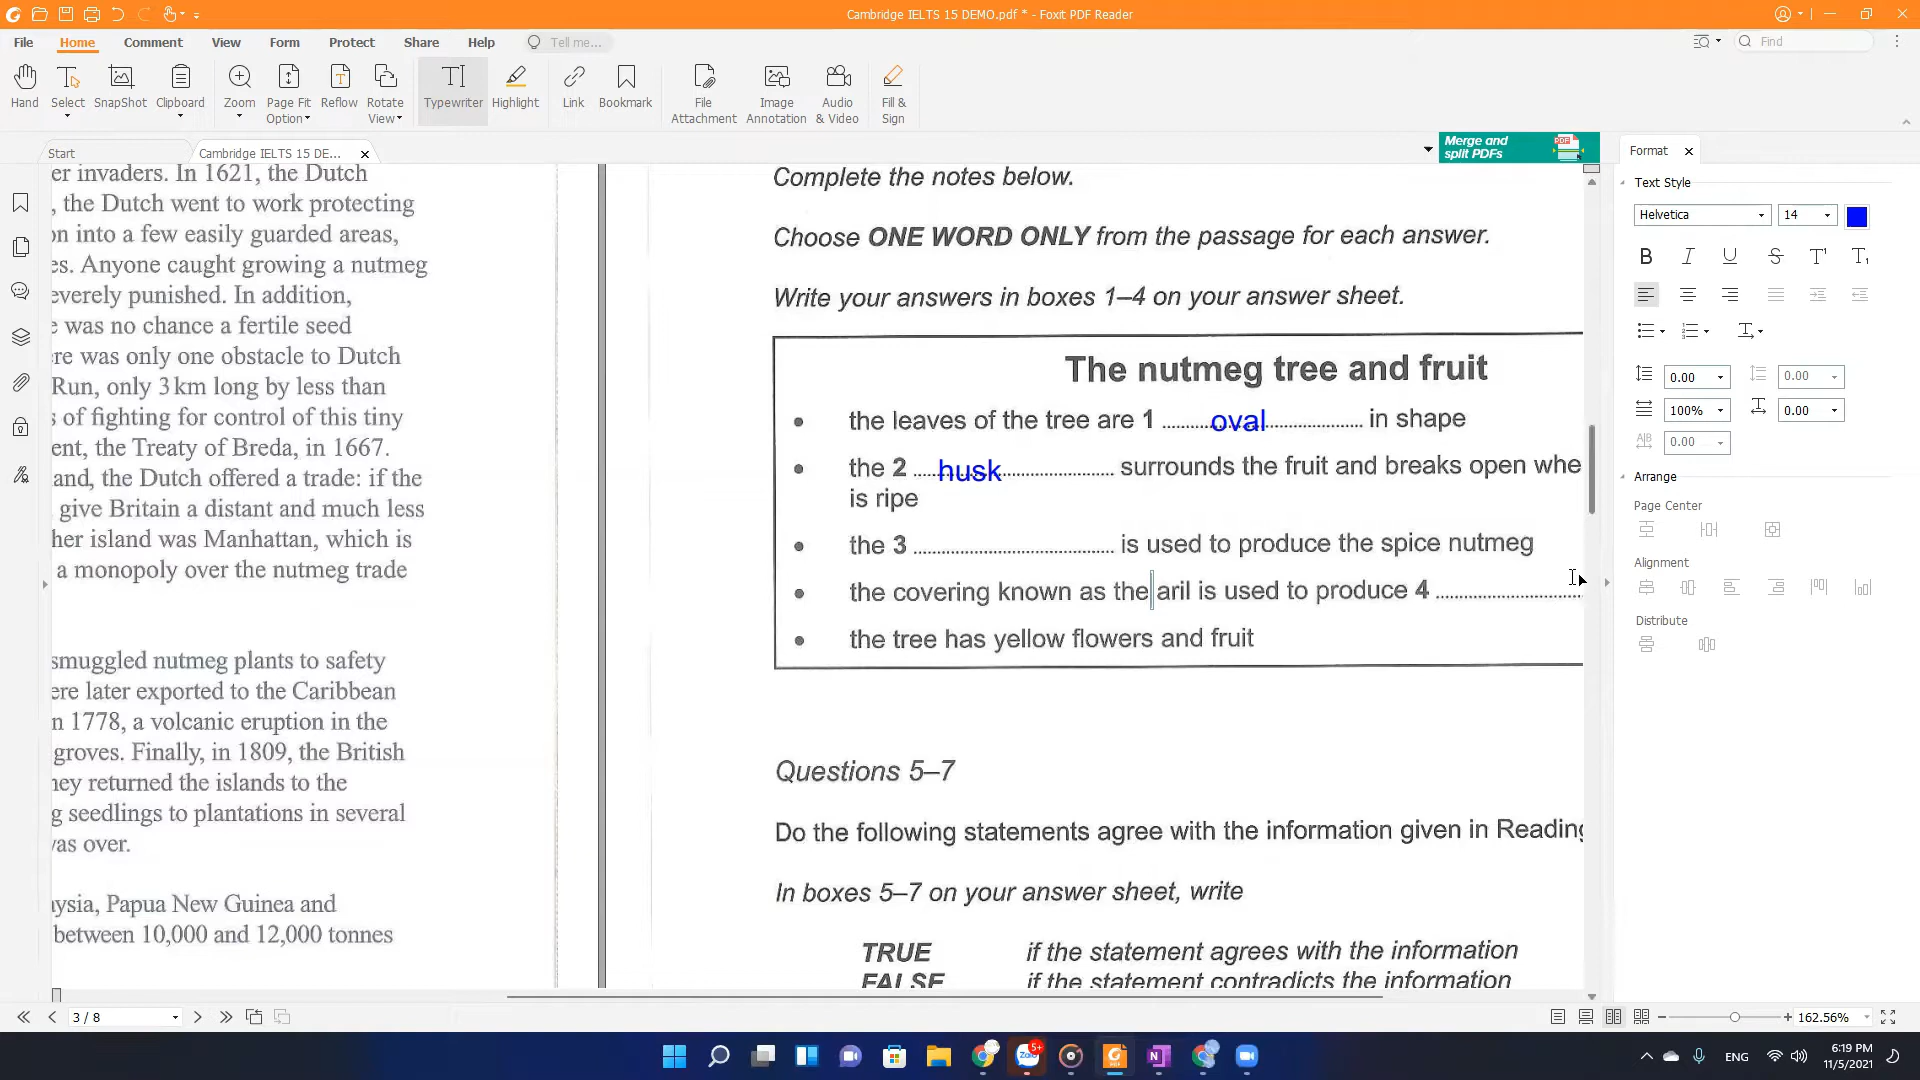 Cambridge IELTS 15 DEMO.pdf * - Foxit PDF Reader
File Home Comment View Form Protect Share Help Tell me... Find
Hand Select SnapShot Clipboard Zoom Page Fit Option Reflow Rotate View Typewriter Highlight Link Bookmark File Attachment Image Annotation Audio & Video Fill & Sign
Start Cambridge IELTS 15 DE... Merge and split PDFs
er invaders. In 1621, the Dutch
, the Dutch went to work protecting
on into a few easily guarded areas,
es. Anyone caught growing a nutmeg
everely punished. In addition,
e was no chance a fertile seed
ere was only one obstacle to Dutch
Run, only 3 km long by less than
s of fighting for control of this tiny
ent, the Treaty of Breda, in 1667.
and, the Dutch offered a trade: if the
give Britain a distant and much less
her island was Manhattan, which is
a monopoly over the nutmeg trade
smuggled nutmeg plants to safety
ere later exported to the Caribbean
n 1778, a volcanic eruption in the
groves. Finally, in 1809, the British
hey returned the islands to the
g seedlings to plantations in several
was over.
aysia, Papua New Guinea and
between 10,000 and 12,000 tonnes
Complete the notes below.
Choose ONE WORD ONLY from the passage for each answer.
Write your answers in boxes 1–4 on your answer sheet.
The nutmeg tree and fruit
• the leaves of the tree are 1 .......... oval .......... in shape
• the 2 .......... husk .......... surrounds the fruit and breaks open whe
is ripe
• the 3 .................... is used to produce the spice nutmeg
• the covering known as the aril is used to produce 4 ....................
• the tree has yellow flowers and fruit
Questions 5–7
Do the following statements agree with the information given in Reading
In boxes 5–7 on your answer sheet, write
TRUE if the statement agrees with the information
FALSE if the statement contradicts the information
Format
Text Style
Helvetica 14
0.00 0.00
100% 0.00
0.00
Arrange
Page Center
Alignment
Distribute
3 / 8 162.56%
5+ ENG 6:19 PM
11/5/2021